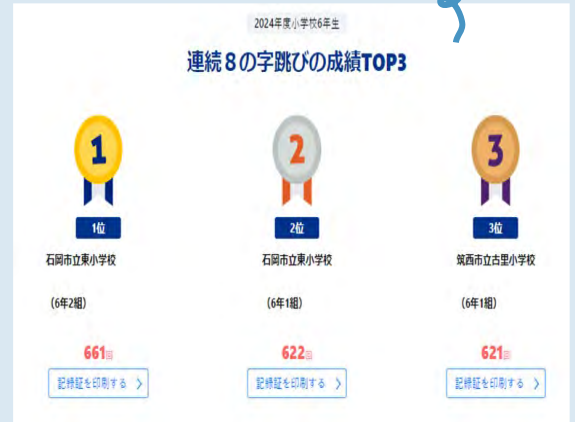 2024年度小学校6年生
連続8の字跳びの成績TOP3
1
2
3
1位
2位
3位
石岡市立東小学校
石岡市立東小学校
筑西市立古里小学校
(6年2組)
(6年1組)
(6年1組)
661回
622回
621回
記録証を印刷する
記録証を印刷する
記録証を印刷する